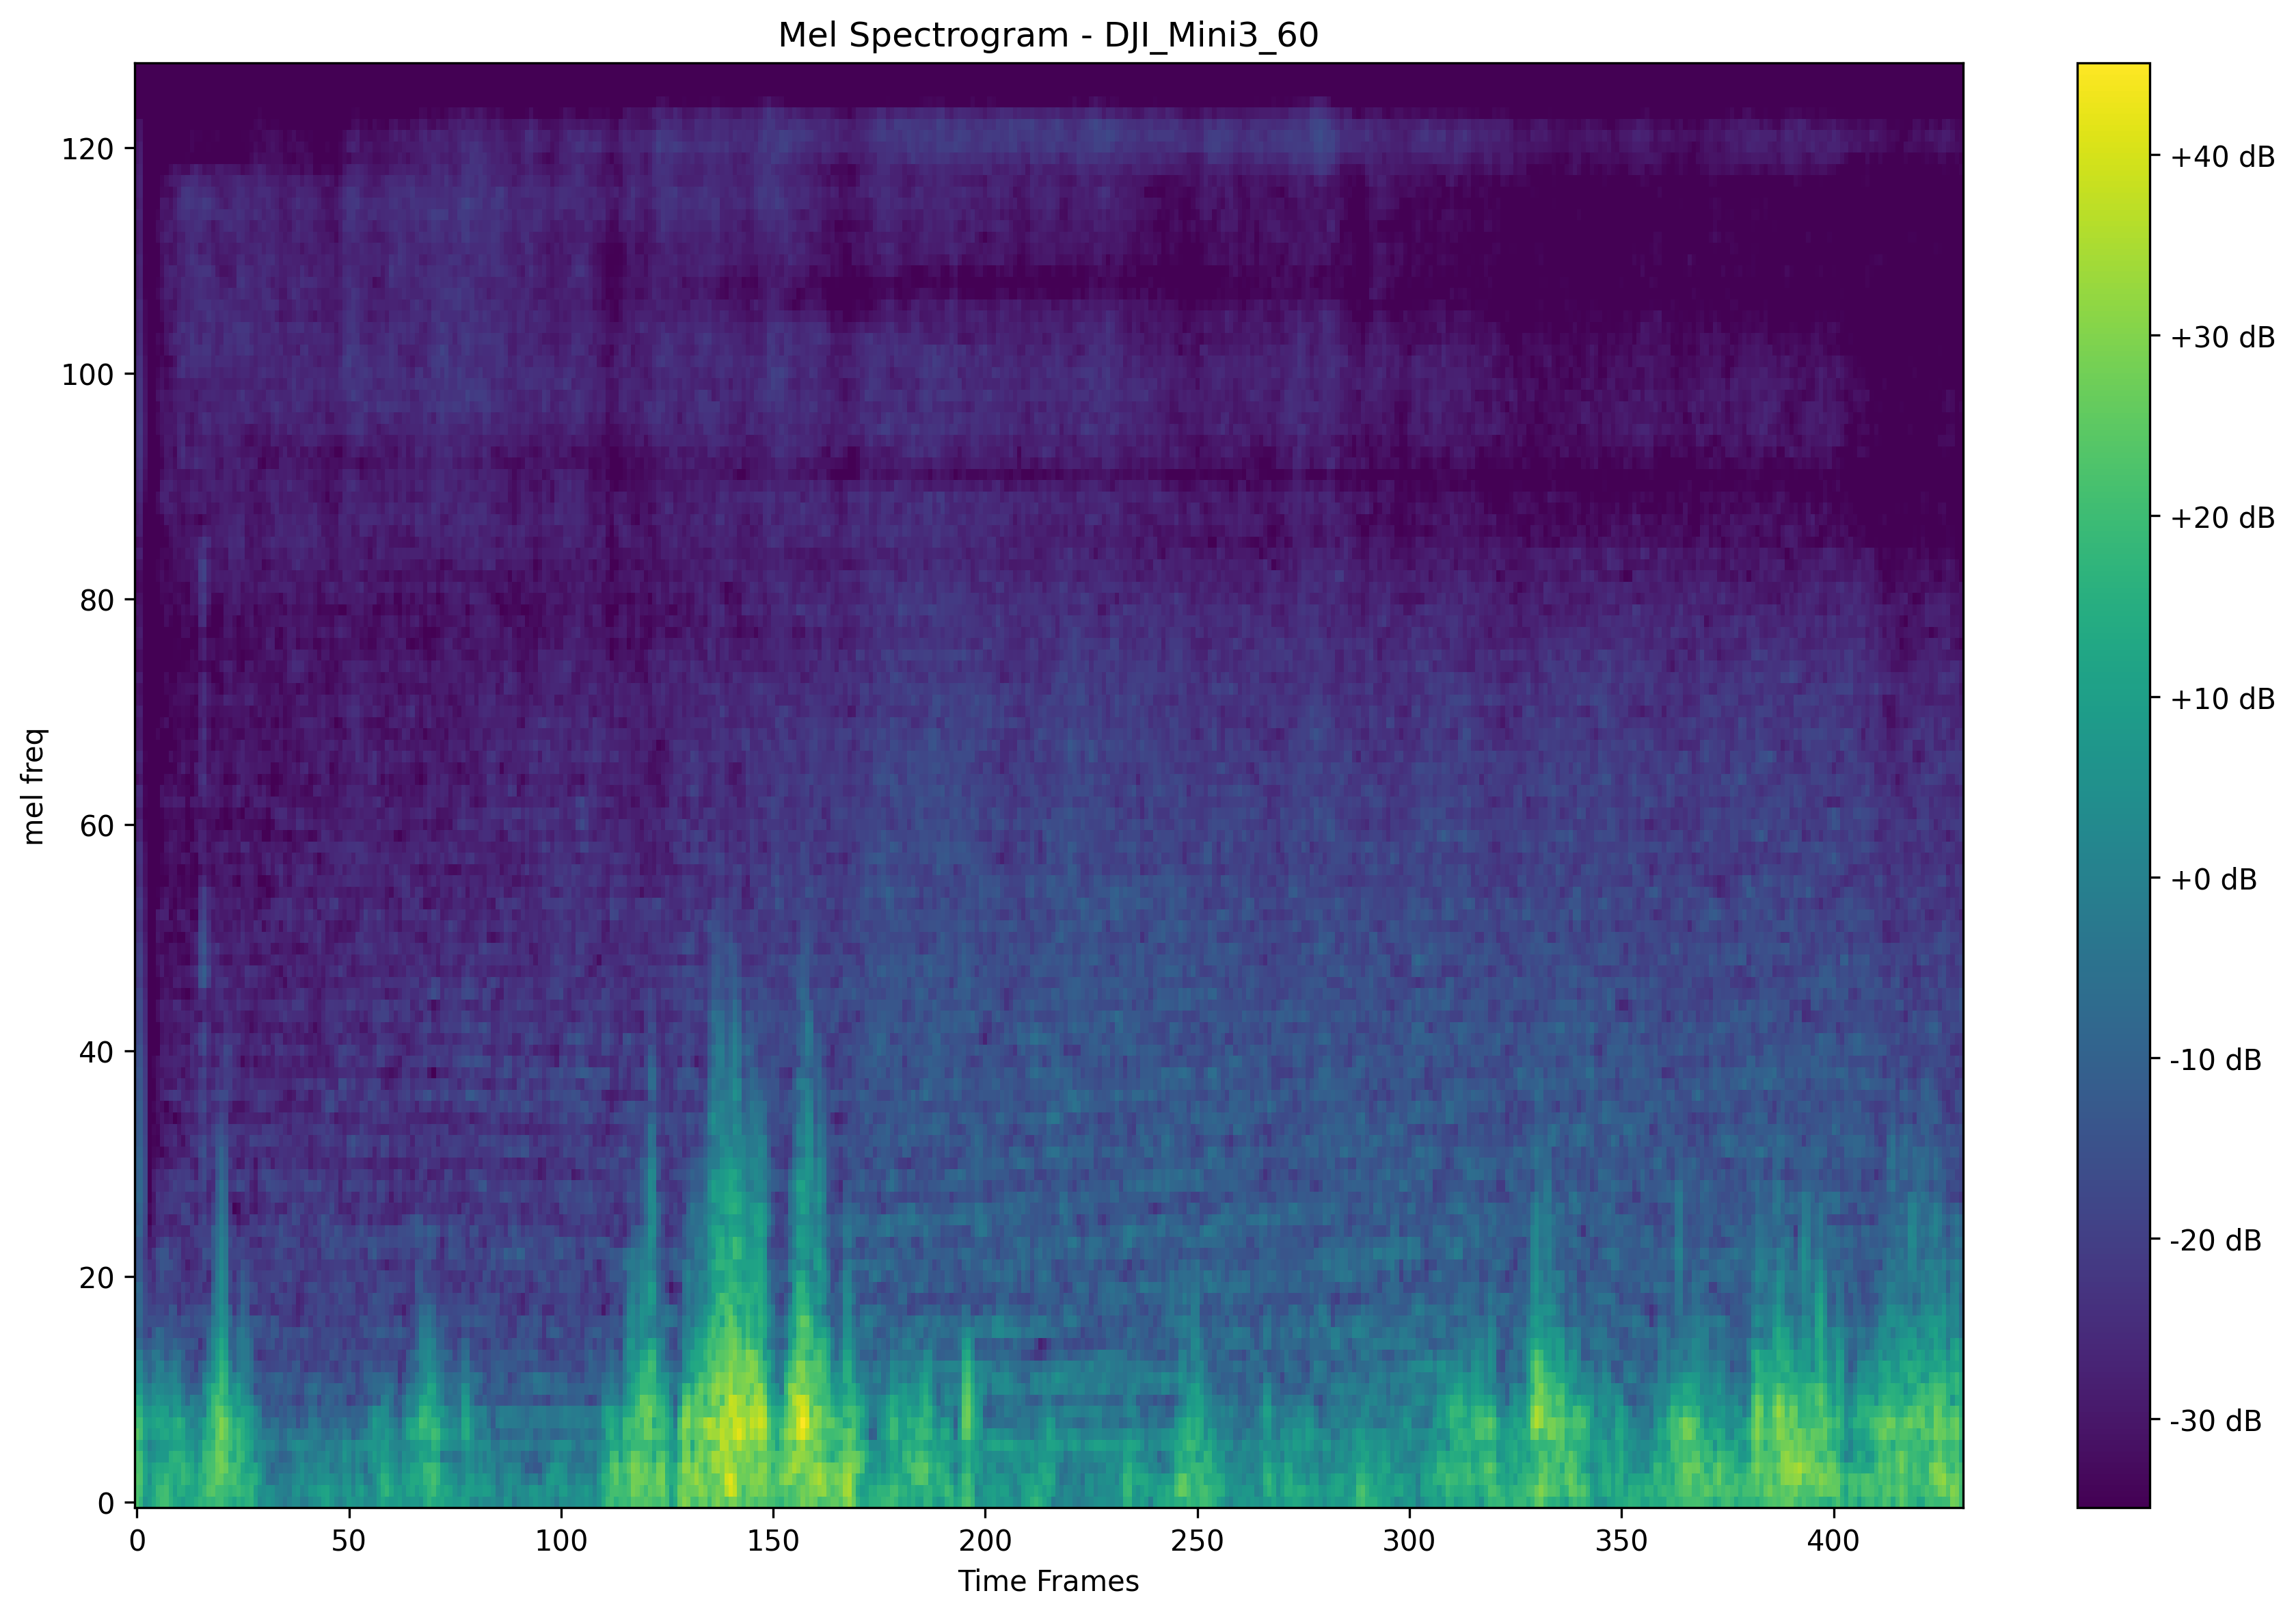 Mel Spectrogram - DJI_Mini3_60
mel freq
120
100
80
60
40
20
0
0 50 100 150 200 250 300 350 400
Time Frames
+40 dB
+30 dB
+20 dB
+10 dB
+0 dB
-10 dB
-20 dB
-30 dB